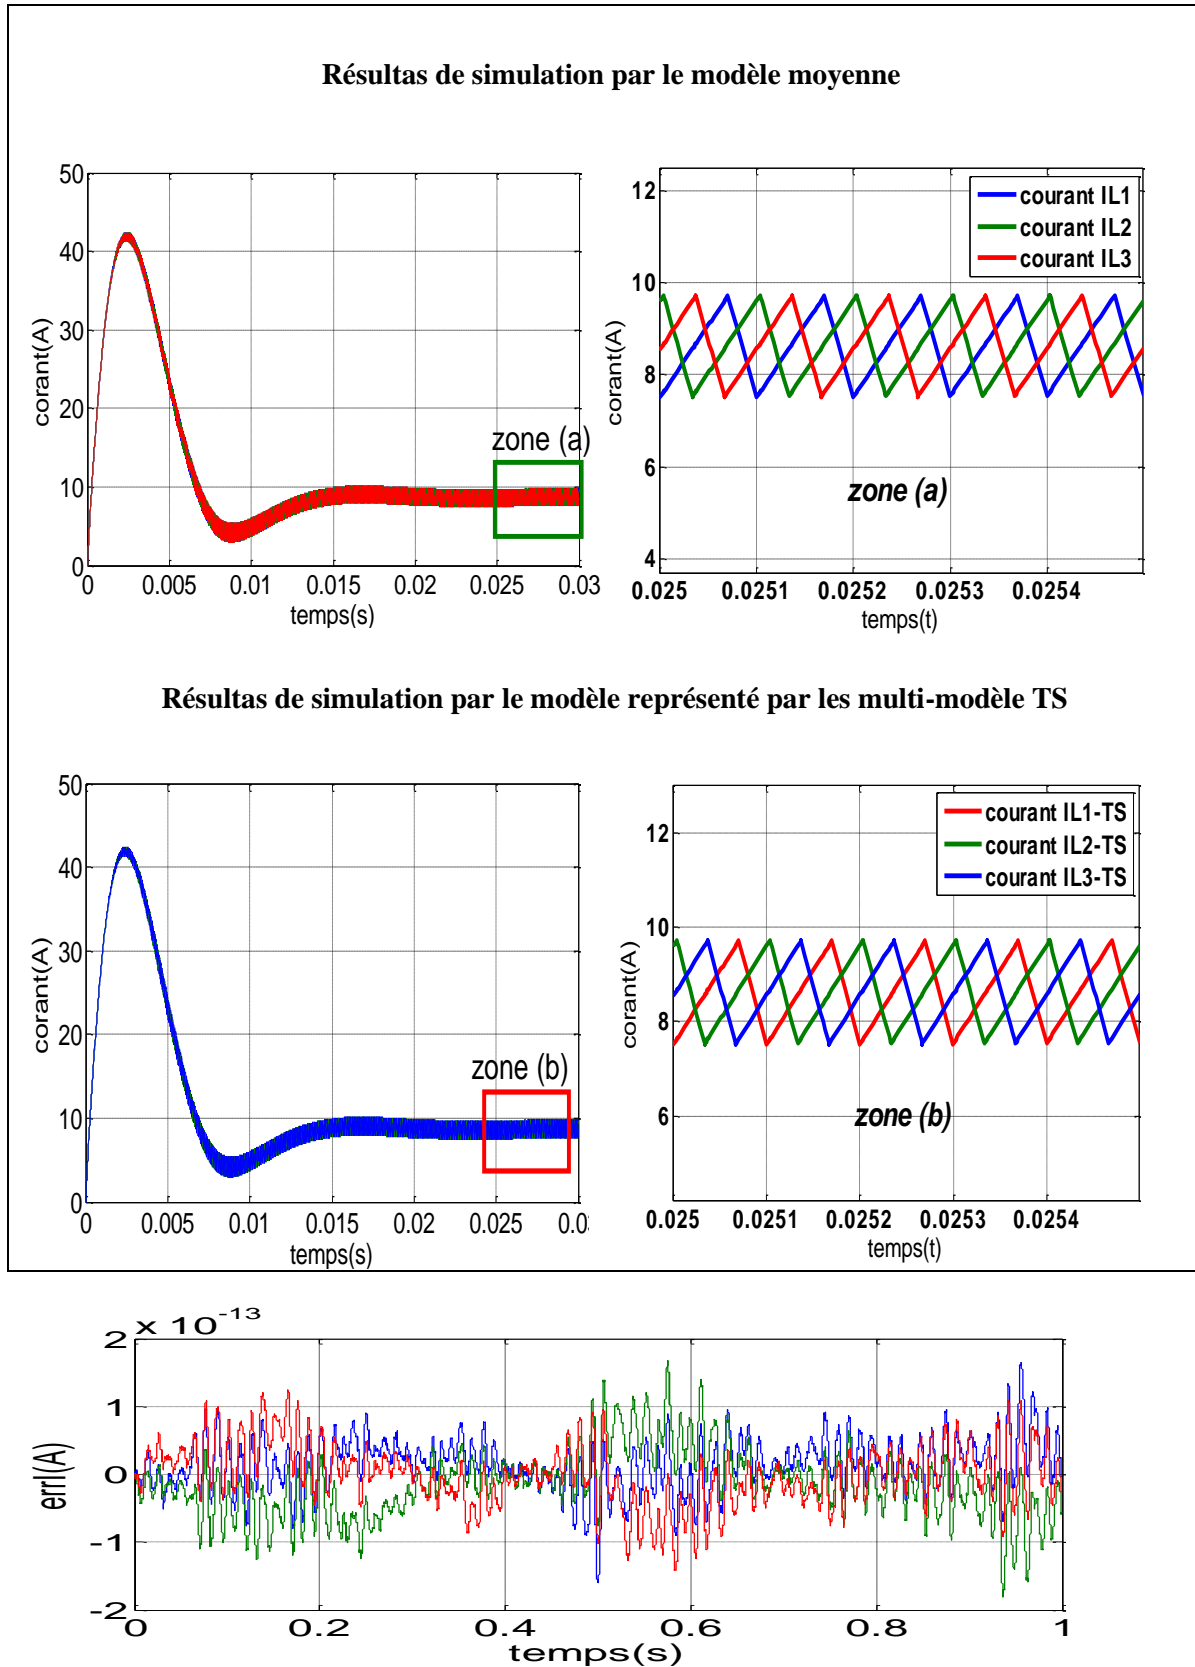 Résultas de simulation par le modèle moyenne
50
40
30
20
10
0
corant(A)
zone (a)
0 0.005 0.01 0.015 0.02 0.025 0.03
temps(s)
12
10
8
6
4
corant(A)
courant IL1
courant IL2
courant IL3
zone (a)
0.025 0.0251 0.0252 0.0253 0.0254
temps(t)
Résultas de simulation par le modèle représenté par les multi-modèle TS
50
40
30
20
10
0
corant(A)
zone (b)
0 0.005 0.01 0.015 0.02 0.025
temps(s)
12
10
8
6
corant(A)
courant IL1-TS
courant IL2-TS
courant IL3-TS
zone (b)
0.025 0.0251 0.0252 0.0253 0.0254
temps(t)
× 10⁻¹³
2
1
0
-1
-2
errI(A)
0 0.2 0.4 0.6 0.8 1
temps(s)